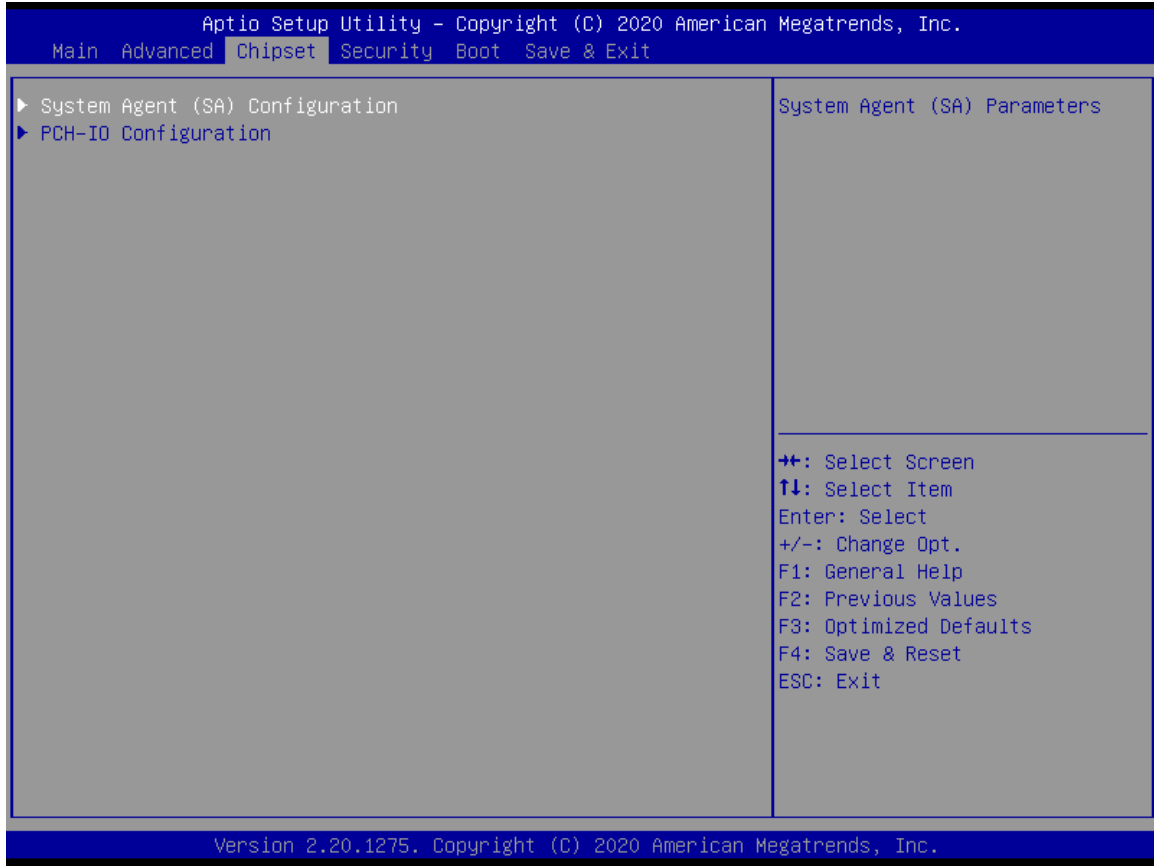 Aptio Setup Utility – Copyright (C) 2020 American Megatrends, Inc.
Main Advanced Chipset Security Boot Save & Exit
▶ System Agent (SA) Configuration
▶ PCH-IO Configuration
System Agent (SA) Parameters
→←: Select Screen
↑↓: Select Item
Enter: Select
+/-: Change Opt.
F1: General Help
F2: Previous Values
F3: Optimized Defaults
F4: Save & Reset
ESC: Exit
Version 2.20.1275. Copyright (C) 2020 American Megatrends, Inc.